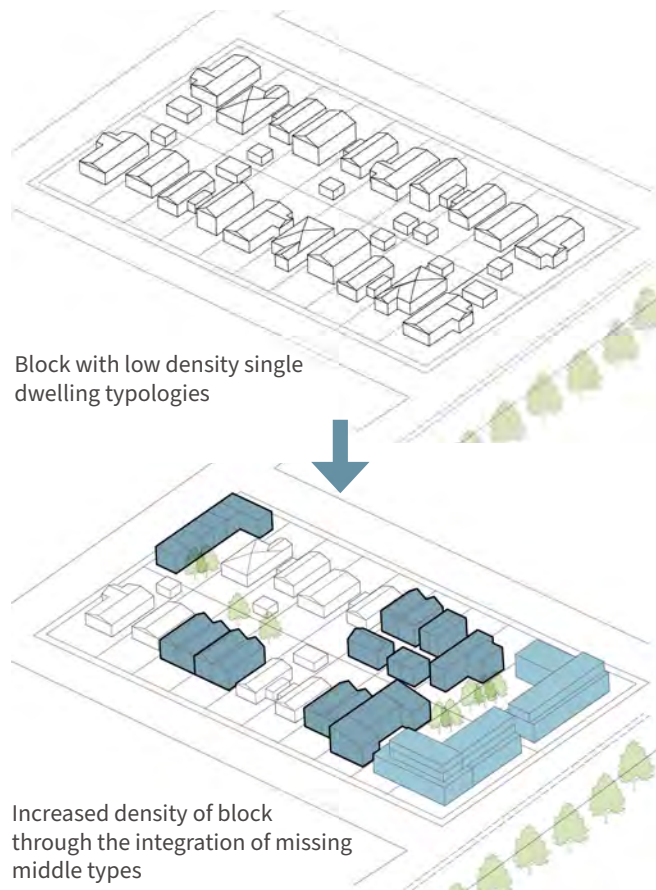 Block with low density single
dwelling typologies
Increased density of block
through the integration of missing
middle types